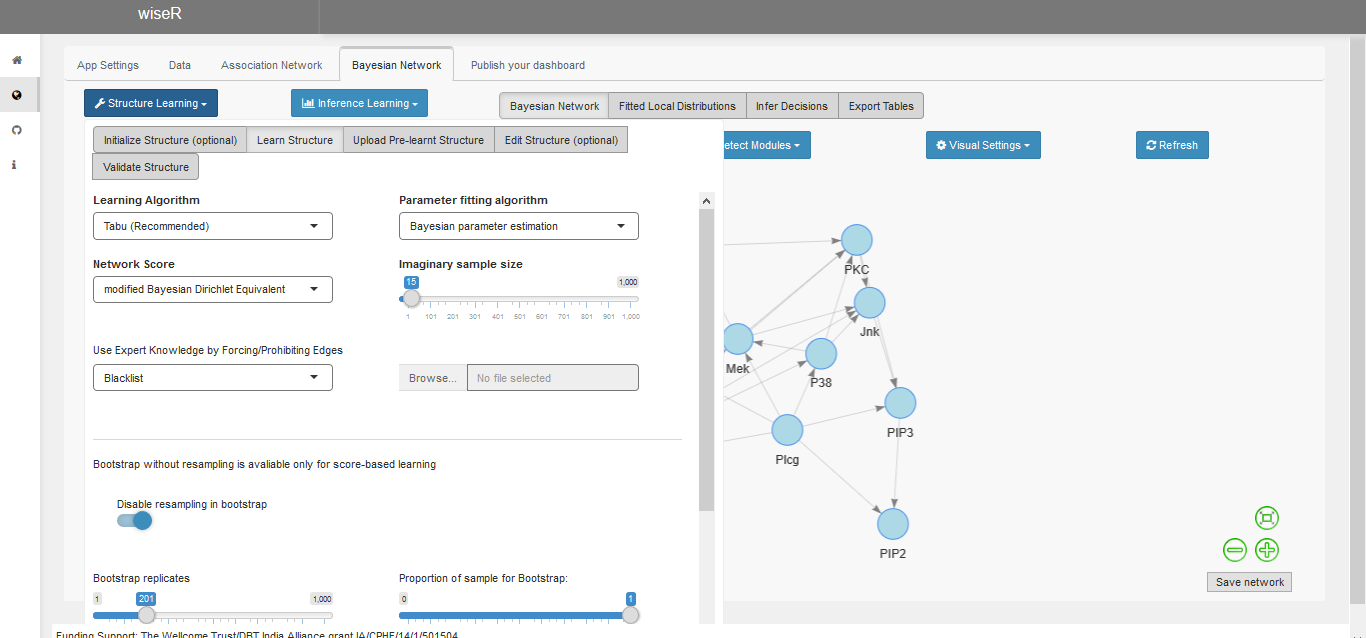 wiseR
App Settings Data Association Network Bayesian Network Publish your dashboard
Structure Learning Inference Learning Bayesian Network Fitted Local Distributions Infer Decisions Export Tables
Initialize Structure (optional) Learn Structure Upload Pre-learnt Structure Edit Structure (optional)
Validate Structure
etect Modules Visual Settings Refresh
Learning Algorithm Parameter fitting algorithm
Tabu (Recommended) Bayesian parameter estimation
Network Score Imaginary sample size
modified Bayesian Dirichlet Equivalent
15 1,000
1 101 201 301 401 501 601 701 801 901 1,000
Use Expert Knowledge by Forcing/Prohibiting Edges
Blacklist Browse... No file selected
Bootstrap without resampling is avaliable only for score-based learning
Disable resampling in bootstrap
Bootstrap replicates Proportion of sample for Bootstrap:
1 201 1,000 0 1
PKC
Jnk
Mek
P38
PIP3
Plcg
PIP2
Save network
Funding Support: The Wellcome Trust/DBT India Alliance grant IA/CPHE/14/1/501504